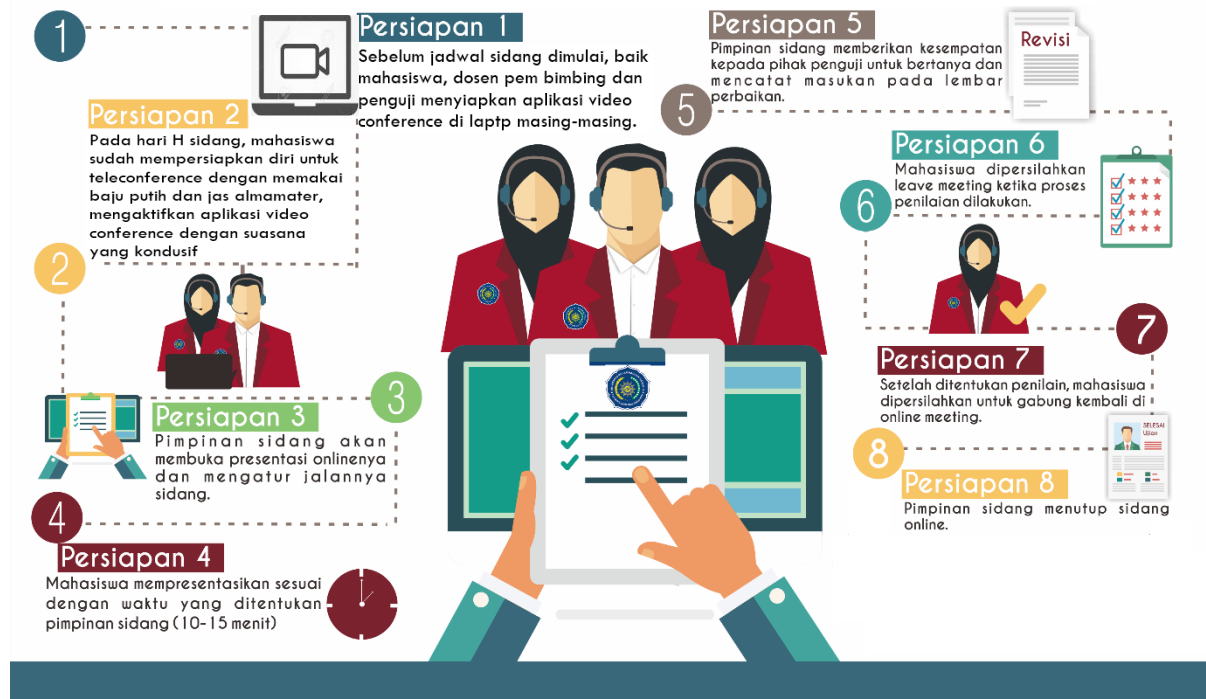 1
Persiapan 1
Sebelum jadwal sidang dimulai, baik
mahasiswa, dosen pem bimbing dan
penguji menyiapkan aplikasi video
conference di laptp masing-masing.
Persiapan 2
Pada hari H sidang, mahasiswa
sudah mempersiapkan diri untuk
teleconference dengan memakai
baju putih dan jas almamater,
mengaktifkan aplikasi video
conference dengan suasana
yang kondusif
2
3
Persiapan 3
Pimpinan sidang akan
membuka presentasi onlinenya
dan mengatur jalannya
sidang.
4
Persiapan 4
Mahasiswa mempresentasikan sesuai
dengan waktu yang ditentukan
pimpinan sidang (10-15 menit)
Persiapan 5
Pimpinan sidang memberikan kesempatan
kepada pihak penguji untuk bertanya dan
mencatat masukan pada lembar
perbaikan.
5
Revisi
Persiapan 6
Mahasiswa dipersilahkan
leave meeting ketika proses
penilaian dilakukan.
6
7
Persiapan 7
Setelah ditentukan penilain, mahasiswa
dipersilahkan untuk gabung kembali di
online meeting.
8
SELESAI
Ujian
Persiapan 8
Pimpinan sidang menutup sidang
online.